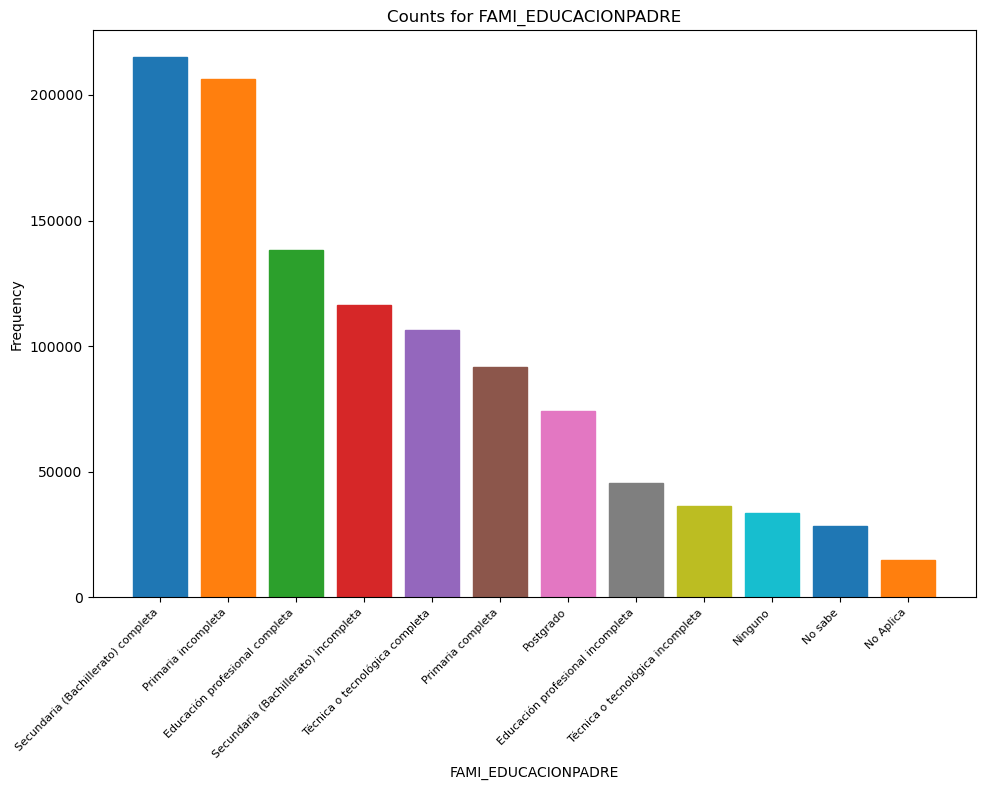 Counts for FAMI_EDUCACIONPADRE
Frequency
200000
150000
100000
50000
0
Secundaria (Bachillerato) completa
Primaria incompleta
Educación profesional completa
Secundaria (Bachillerato) incompleta
Técnica o tecnológica completa
Primaria completa
Postgrado
Educación profesional incompleta
Técnica o tecnológica incompleta
Ninguno
No sabe
No Aplica
FAMI_EDUCACIONPADRE